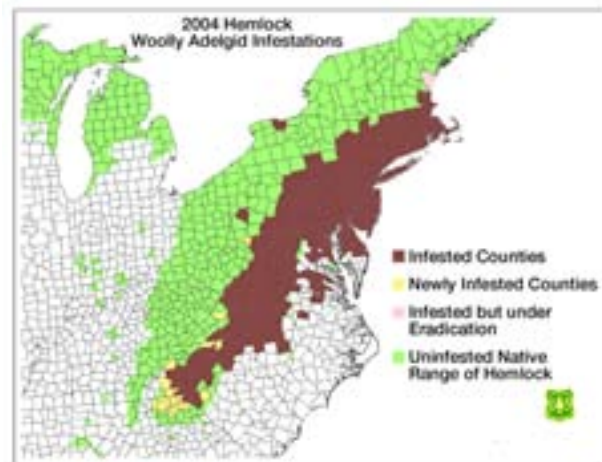 2004 Hemlock
Woolly Adelgid Infestations
Infested Counties
Newly Infested Counties
Infested but under
Eradication
Uninfested Native
Range of Hemlock